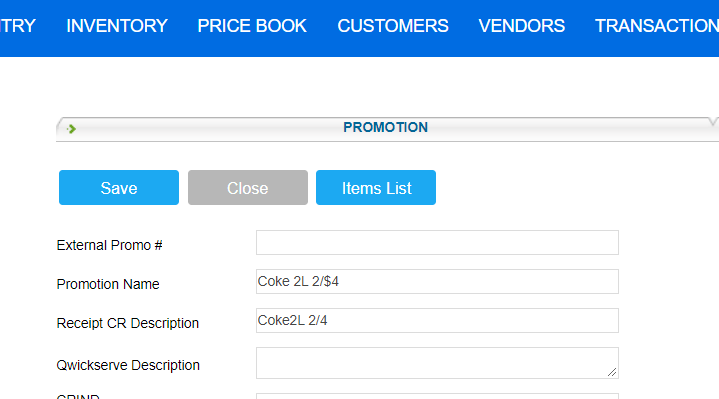 TRY INVENTORY PRICE BOOK CUSTOMERS VENDORS TRANSACTION
PROMOTION
Save Close Items List
External Promo #
Promotion Name Coke 2L 2/$4
Receipt CR Description Coke2L 2/4
Qwickserve Description